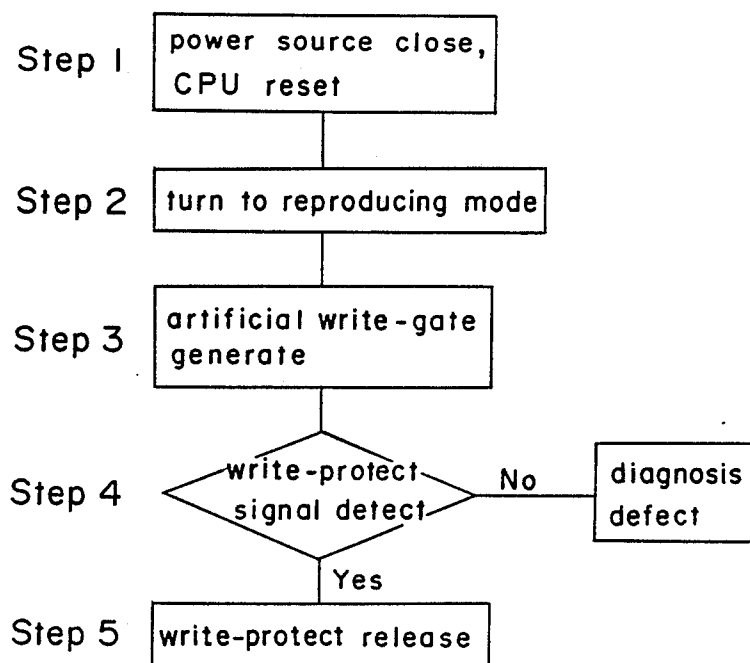 Step 1
power source close,
CPU reset
Step 2
turn to reproducing mode
Step 3
artificial write-gate
generate
Step 4
write-protect
signal detect
No
diagnosis
defect
Yes
Step 5
write-protect release